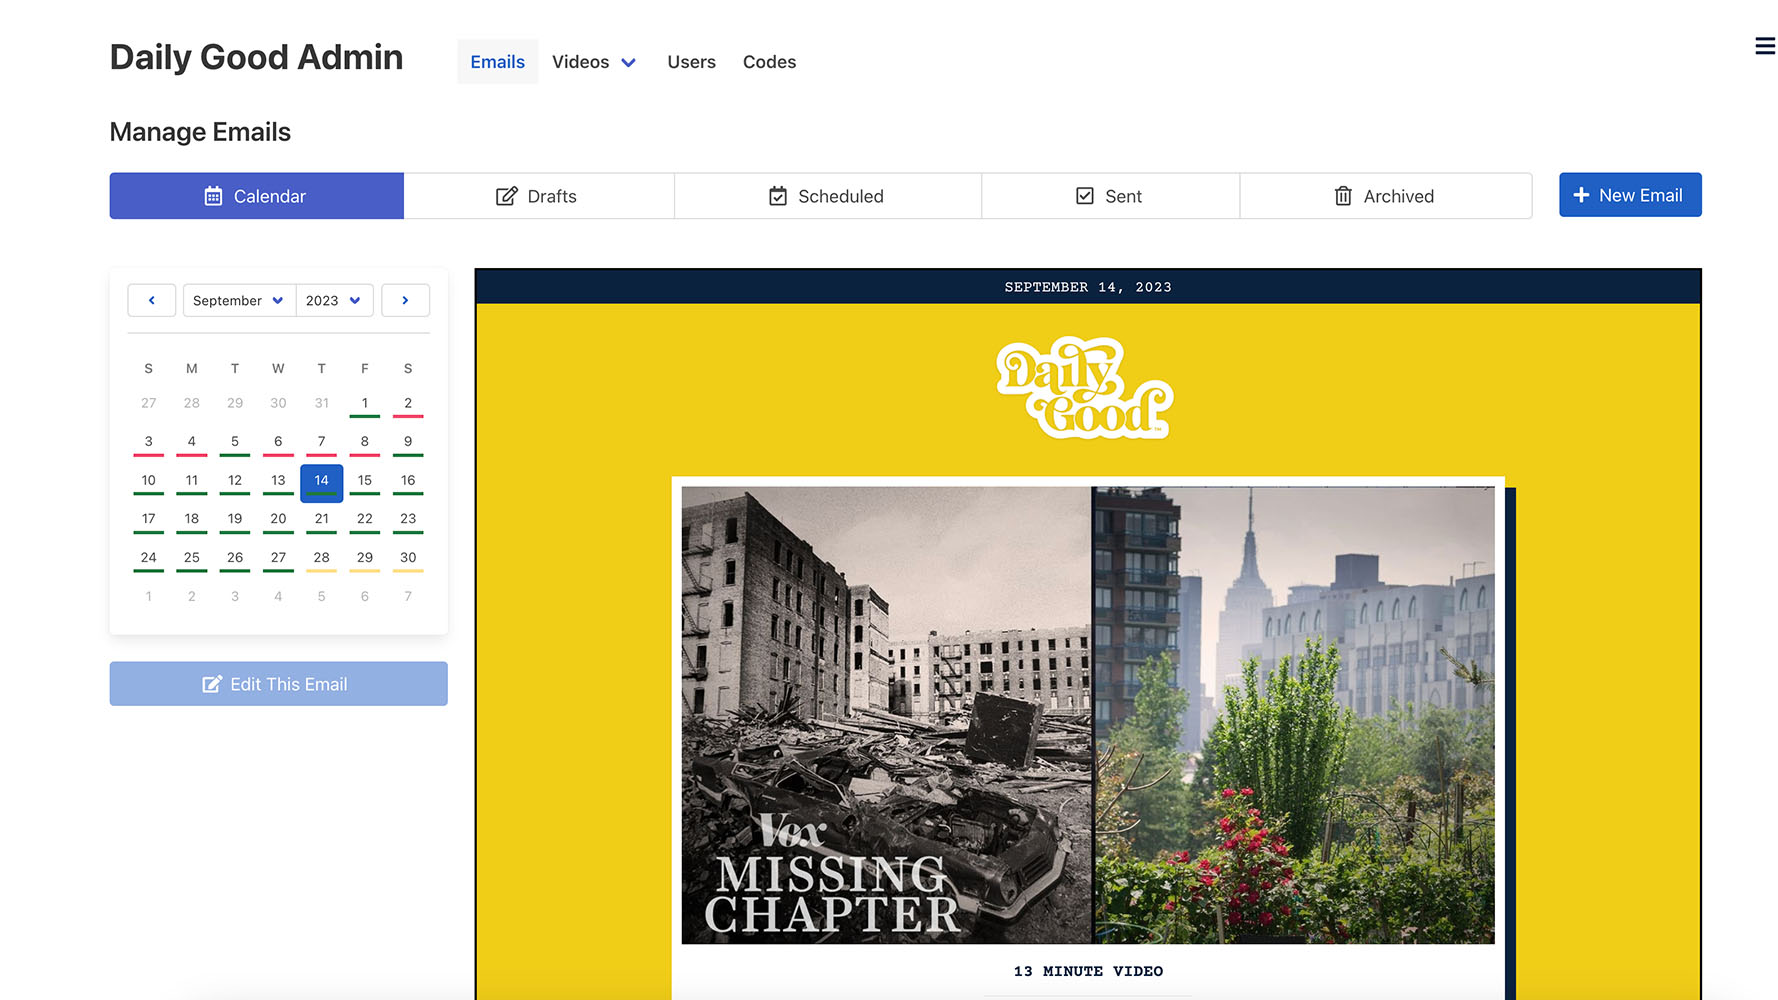 Daily Good Admin
Emails
Videos
Users
Codes
Manage Emails
Calendar
Drafts
Scheduled
Sent
Archived
New Email
September
2023
S M T W T F S
27 28 29 30 31 1 2
3 4 5 6 7 8 9
10 11 12 13 14 15 16
17 18 19 20 21 22 23
24 25 26 27 28 29 30
1 2 3 4 5 6 7
Edit This Email
SEPTEMBER 14, 2023
Daily
Good™
Vox
MISSING
CHAPTER
13 MINUTE VIDEO